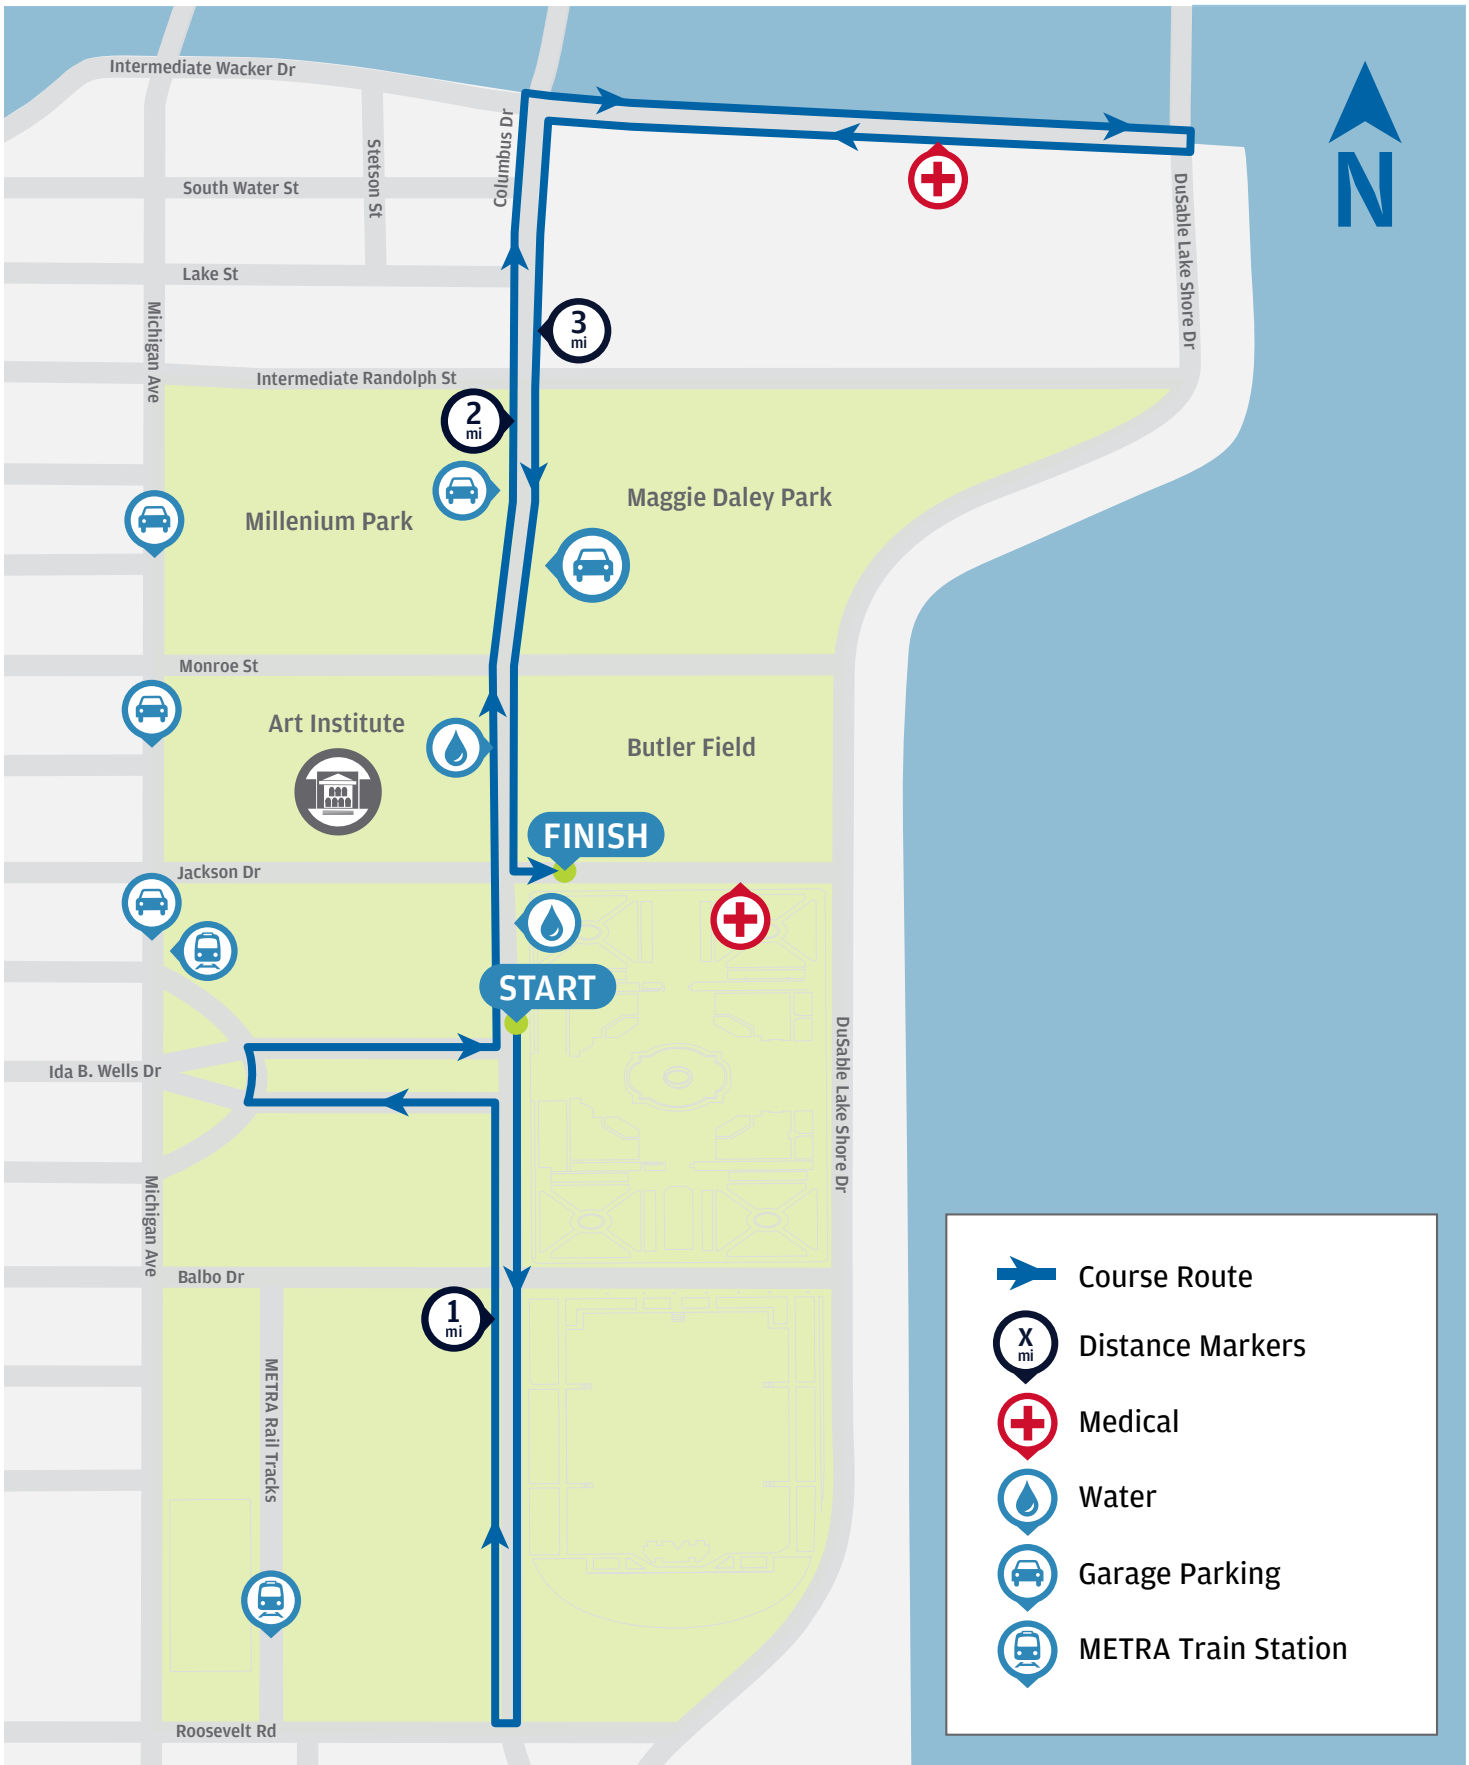 Intermediate Wacker Dr
Columbus Dr
Stetson St
South Water St
DuSable Lake Shore Dr
N
Lake St
Michigan Ave
3
mi
Intermediate Randolph St
2
mi
Maggie Daley Park
Millenium Park
Monroe St
Art Institute
Butler Field
FINISH
Jackson Dr
START
DuSable Lake Shore Dr
Ida B. Wells Dr
Michigan Ave
Balbo Dr
1
mi
METRA Rail Tracks
Roosevelt Rd
Course Route
X
mi
Distance Markers
Medical
Water
Garage Parking
METRA Train Station